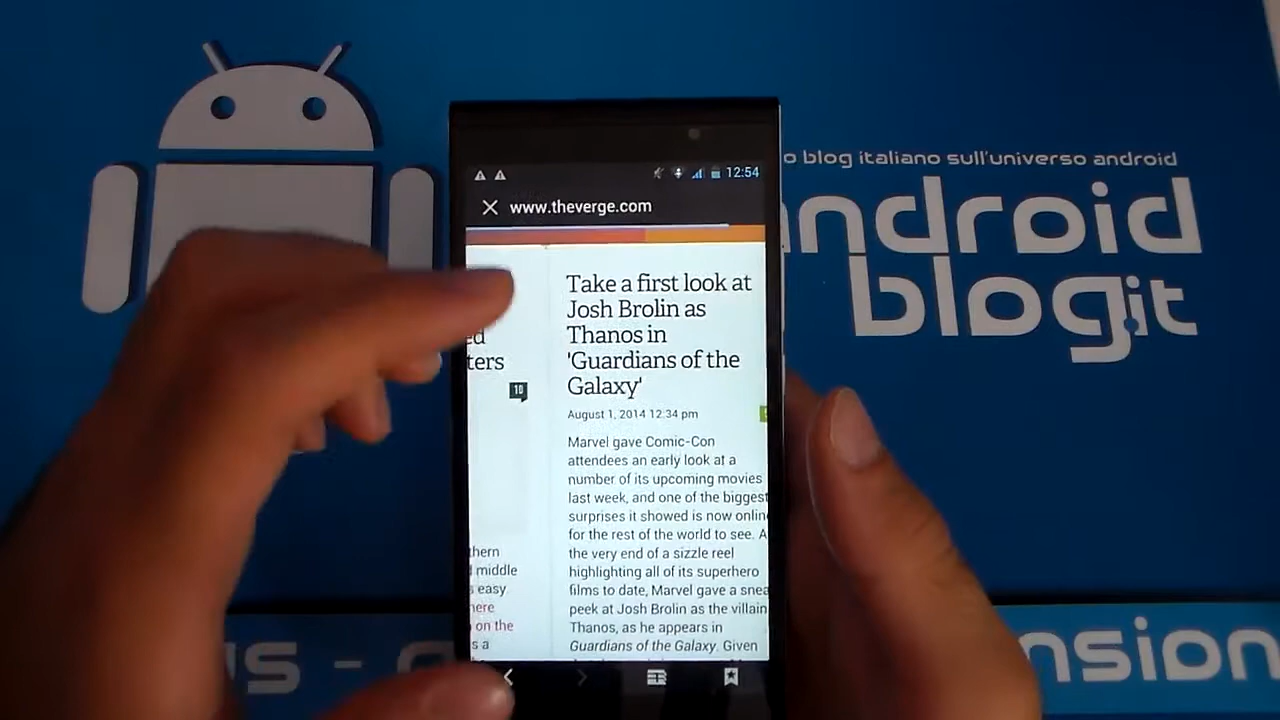 o blog italiano sull'universo android
android
blog
it
12:54
www.theverge.com
Take a first look at
Josh Brolin as
Thanos in
'Guardians of the
Galaxy'
August 1, 2014 12:34 pm
Marvel gave Comic-Con
attendees an early look at a
number of its upcoming movies
last week, and one of the biggest
surprises it showed is now online
for the rest of the world to see. A
the very end of a sizzle reel
highlighting all of its superhero
films to date, Marvel gave a snea
peek at Josh Brolin as the villain
Thanos, as he appears in
Guardians of the Galaxy. Given
ed
ters
10
thern
middle
s easy
here
on the
s a
nsion